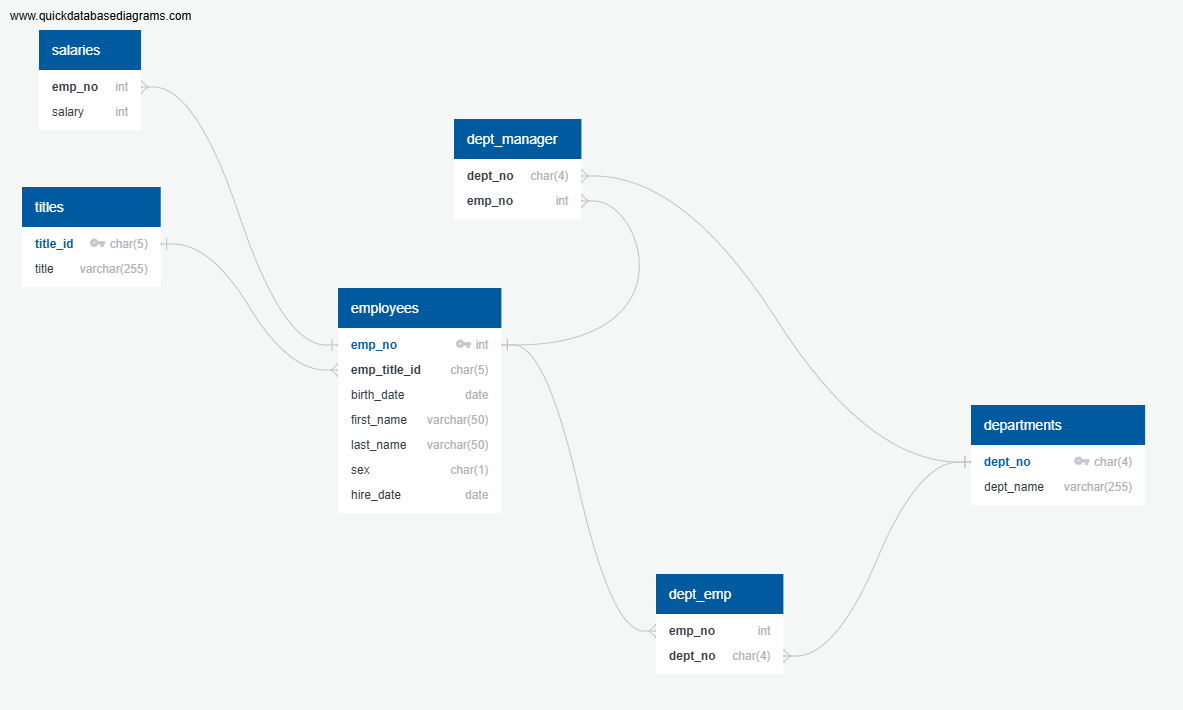 www.quickdatabasediagrams.com
salaries
emp_no int
salary int
titles
title_id char(5)
title varchar(255)
dept_manager
dept_no char(4)
emp_no int
employees
emp_no int
emp_title_id char(5)
birth_date date
first_name varchar(50)
last_name varchar(50)
sex char(1)
hire_date date
departments
dept_no char(4)
dept_name varchar(255)
dept_emp
emp_no int
dept_no char(4)